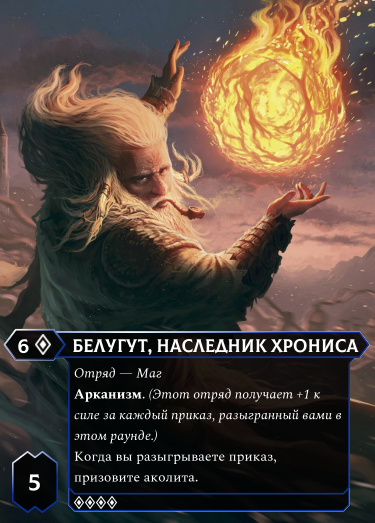 6 БЕЛУГУТ, НАСЛЕДНИК ХРОНИСА
Отряд — Маг
Арканизм. (Этот отряд получает +1 к
силе за каждый приказ, разыгранный вами в
этом раунде.)
Когда вы разыгрываете приказ,
призовите аколита.
5